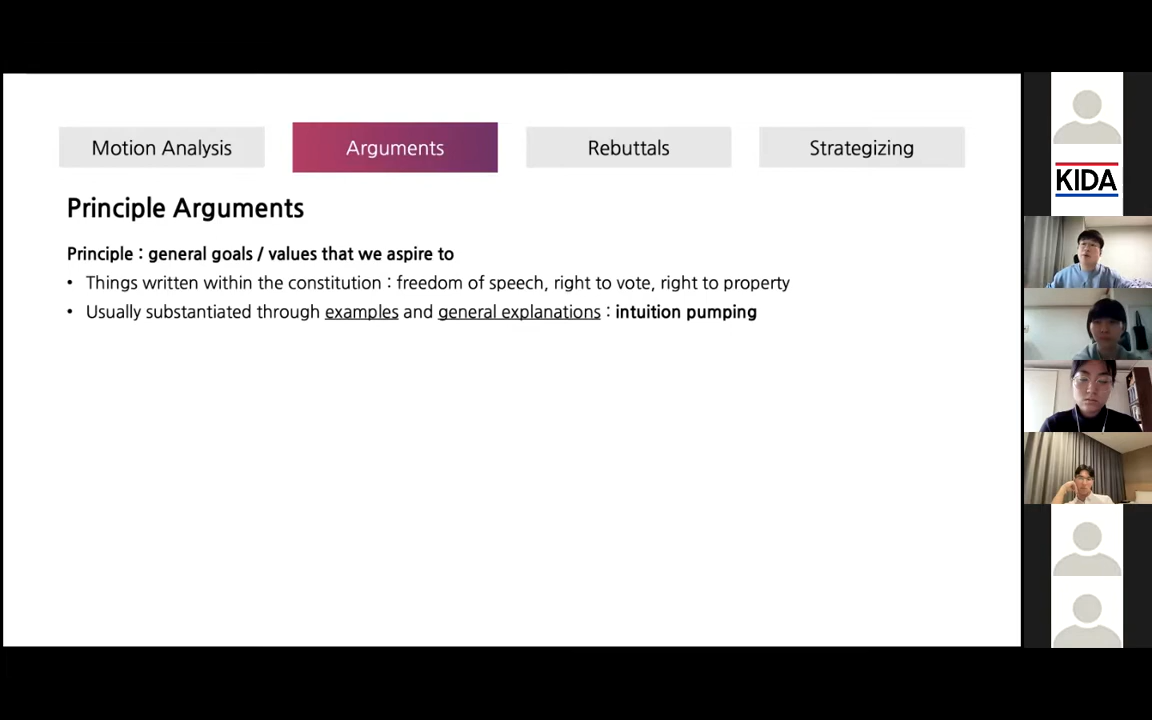 Motion Analysis
Arguments
Rebuttals
Strategizing
Principle Arguments
Principle : general goals / values that we aspire to
• Things written within the constitution : freedom of speech, right to vote, right to property
• Usually substantiated through examples and general explanations : intuition pumping
KIDA